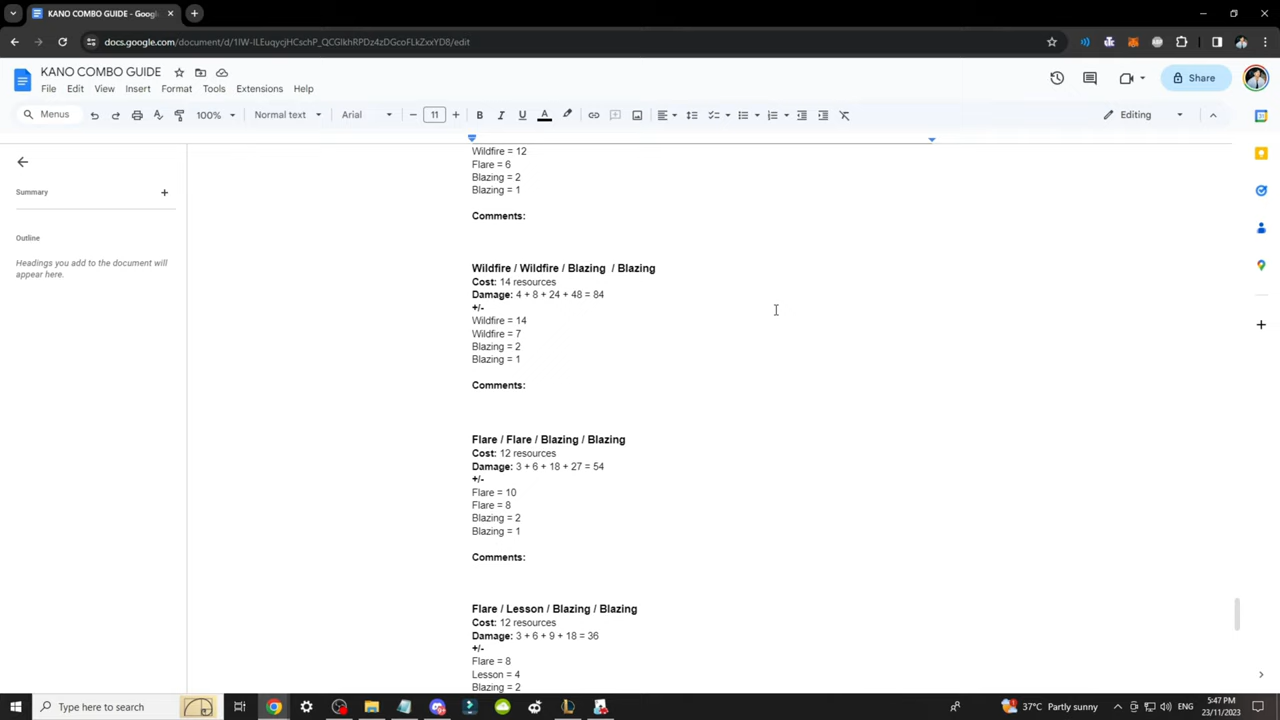 KANO COMBO GUIDE - Googl
docs.google.com/document/d/1IW-ILEuqycjHCschP_QCGlkhRPDz4zDGcoFLkZxxYD8/edit
KANO COMBO GUIDE
File Edit View Insert Format Tools Extensions Help
Share
Menus
100%
Normal text
Arial
11
Editing
Summary
Outline
Headings you add to the document will
appear here.
Wildfire = 12
Flare = 6
Blazing = 2
Blazing = 1
Comments:
Wildfire / Wildfire / Blazing / Blazing
Cost: 14 resources
Damage: 4 + 8 + 24 + 48 = 84
+/-
Wildfire = 14
Wildfire = 7
Blazing = 2
Blazing = 1
Comments:
Flare / Flare / Blazing / Blazing
Cost: 12 resources
Damage: 3 + 6 + 18 + 27 = 54
+/-
Flare = 10
Flare = 8
Blazing = 2
Blazing = 1
Comments:
Flare / Lesson / Blazing / Blazing
Cost: 12 resources
Damage: 3 + 6 + 9 + 18 = 36
+/-
Flare = 8
Lesson = 4
Blazing = 2
Type here to search
37°C Partly sunny
5:47 PM
23/11/2023